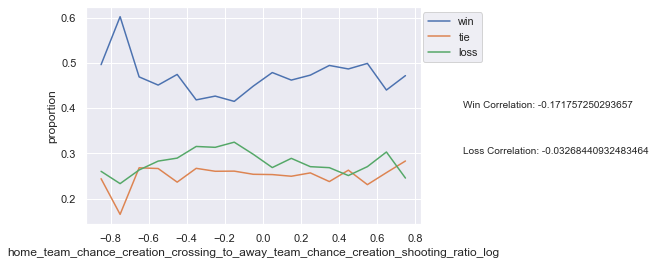 0.6
0.5
0.4
0.3
0.2
proportion
−0.8 −0.6 −0.4 −0.2 0.0 0.2 0.4 0.6 0.8
home_team_chance_creation_crossing_to_away_team_chance_creation_shooting_ratio_log
win
tie
loss
Win Correlation: -0.171757250293657
Loss Correlation: -0.03268440932483464